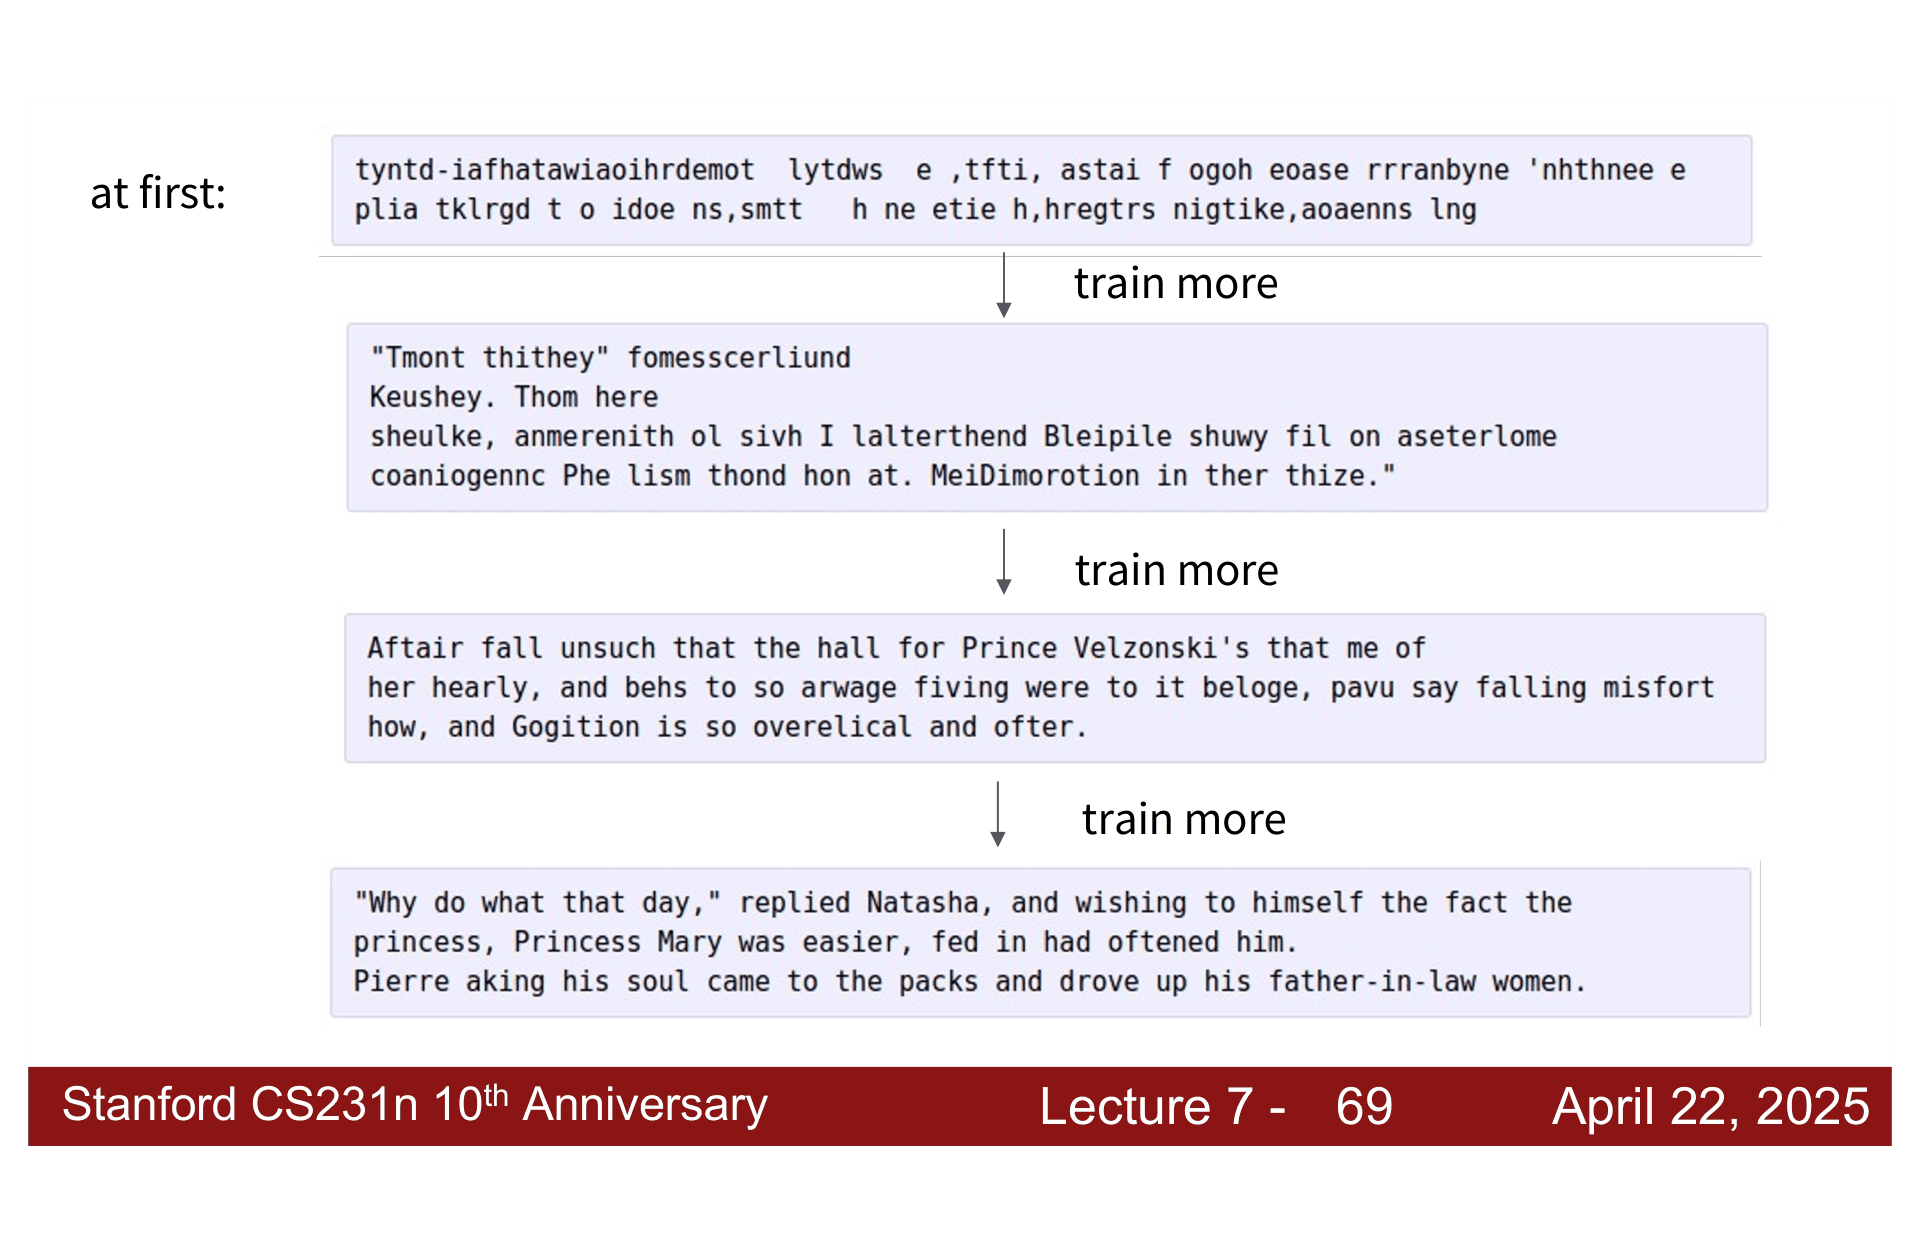 at first:
tyntd-iafhatawiaoihrdemot  lytdws  e ,tfti, astai f ogoh eoase rrranbyne 'nhthnee e
plia tklrgd t o idoe ns,smtt   h ne etie h,hregtrs nigtike,aoaenns lng
train more
"Tmont thithey" fomesscerliund
Keushey. Thom here
sheulke, anmerenith ol sivh I lalterthend Bleipile shuwy fil on aseterlome
coaniogennc Phe lism thond hon at. MeiDimorotion in ther thize."
train more
Aftair fall unsuch that the hall for Prince Velzonski's that me of
her hearly, and behs to so arwage fiving were to it beloge, pavu say falling misfort
how, and Gogition is so overelical and ofter.
train more
"Why do what that day," replied Natasha, and wishing to himself the fact the
princess, Princess Mary was easier, fed in had oftened him.
Pierre aking his soul came to the packs and drove up his father-in-law women.
Stanford CS231n 10th Anniversary
Lecture 7 - 69
April 22, 2025